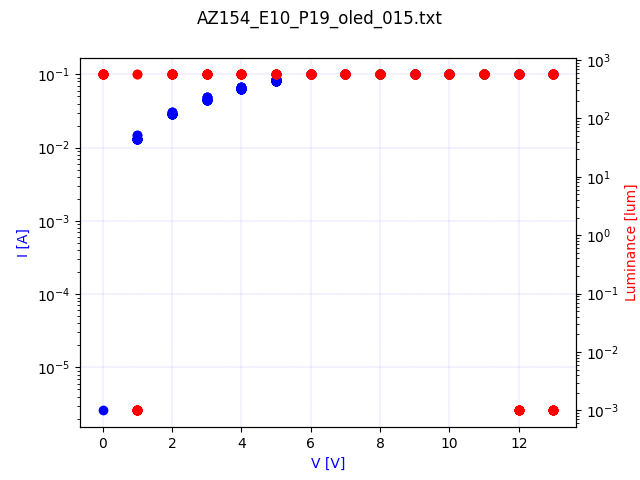 AZ154_E10_P19_oled_015.txt
10⁻¹
10⁻²
10⁻³
10⁻⁴
10⁻⁵
I [A]
10³
10²
10¹
10⁰
10⁻¹
10⁻²
10⁻³
Luminance [lum]
0 2 4 6 8 10 12
V [V]